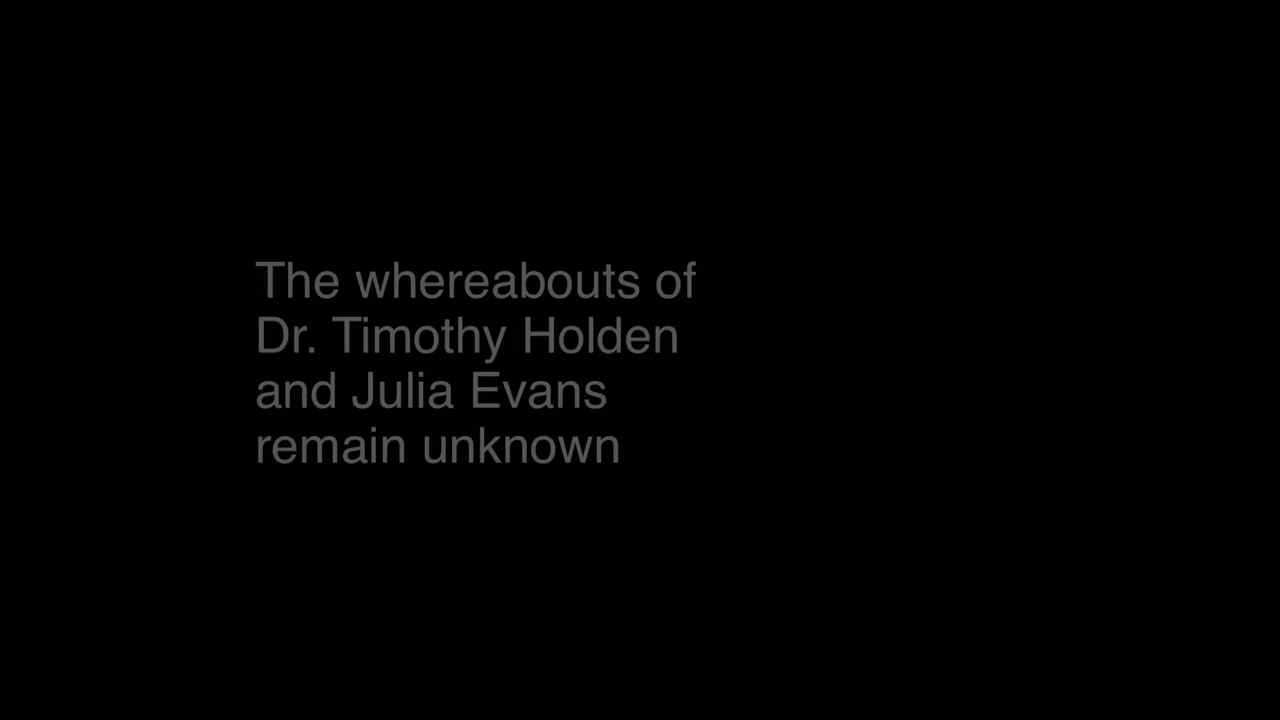 The whereabouts of
Dr. Timothy Holden
and Julia Evans
remain unknown